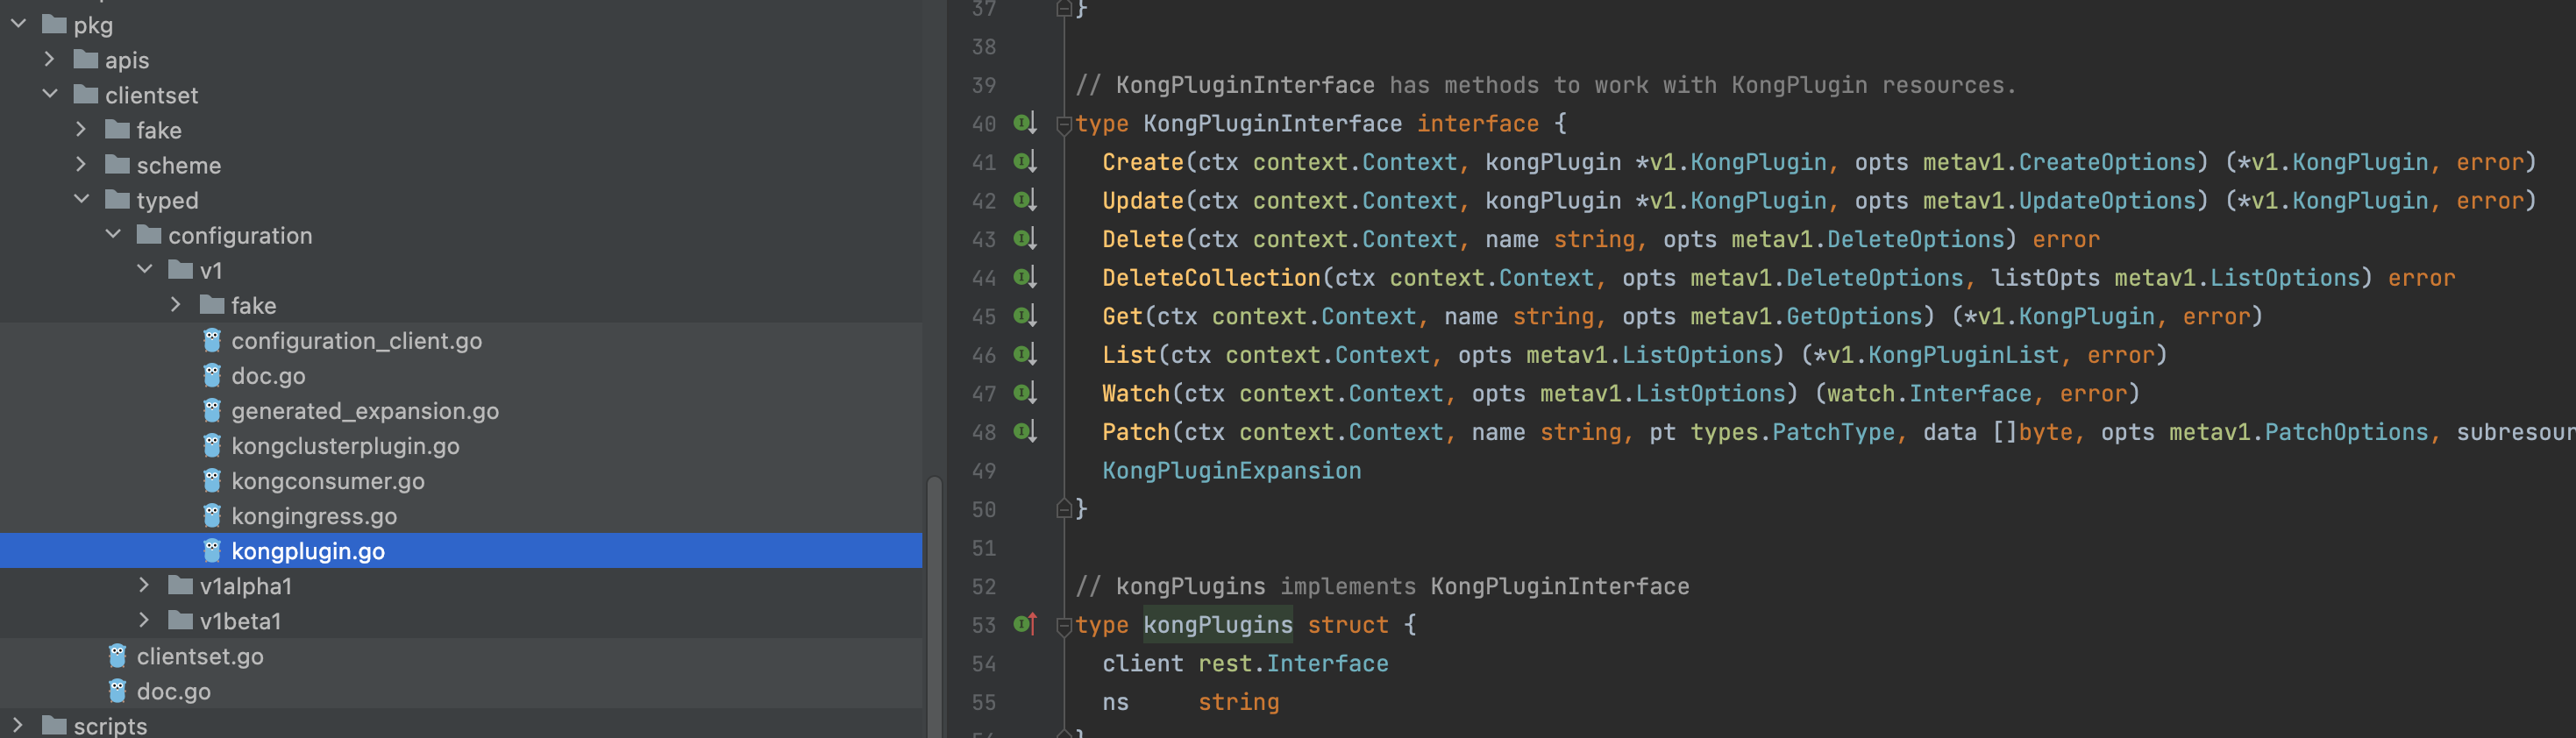 pkg
apis
clientset
fake
scheme
typed
configuration
v1
fake
configuration_client.go
doc.go
generated_expansion.go
kongclusterplugin.go
kongconsumer.go
kongingress.go
kongplugin.go
v1alpha1
v1beta1
clientset.go
doc.go
scripts
37 }
38
39 // KongPluginInterface has methods to work with KongPlugin resources.
40 type KongPluginInterface interface {
41 Create(ctx context.Context, kongPlugin *v1.KongPlugin, opts metav1.CreateOptions) (*v1.KongPlugin, error)
42 Update(ctx context.Context, kongPlugin *v1.KongPlugin, opts metav1.UpdateOptions) (*v1.KongPlugin, error)
43 Delete(ctx context.Context, name string, opts metav1.DeleteOptions) error
44 DeleteCollection(ctx context.Context, opts metav1.DeleteOptions, listOpts metav1.ListOptions) error
45 Get(ctx context.Context, name string, opts metav1.GetOptions) (*v1.KongPlugin, error)
46 List(ctx context.Context, opts metav1.ListOptions) (*v1.KongPluginList, error)
47 Watch(ctx context.Context, opts metav1.ListOptions) (watch.Interface, error)
48 Patch(ctx context.Context, name string, pt types.PatchType, data []byte, opts metav1.PatchOptions, subresour
49 KongPluginExpansion
50 }
51
52 // kongPlugins implements KongPluginInterface
53 type kongPlugins struct {
54 client rest.Interface
55 ns string